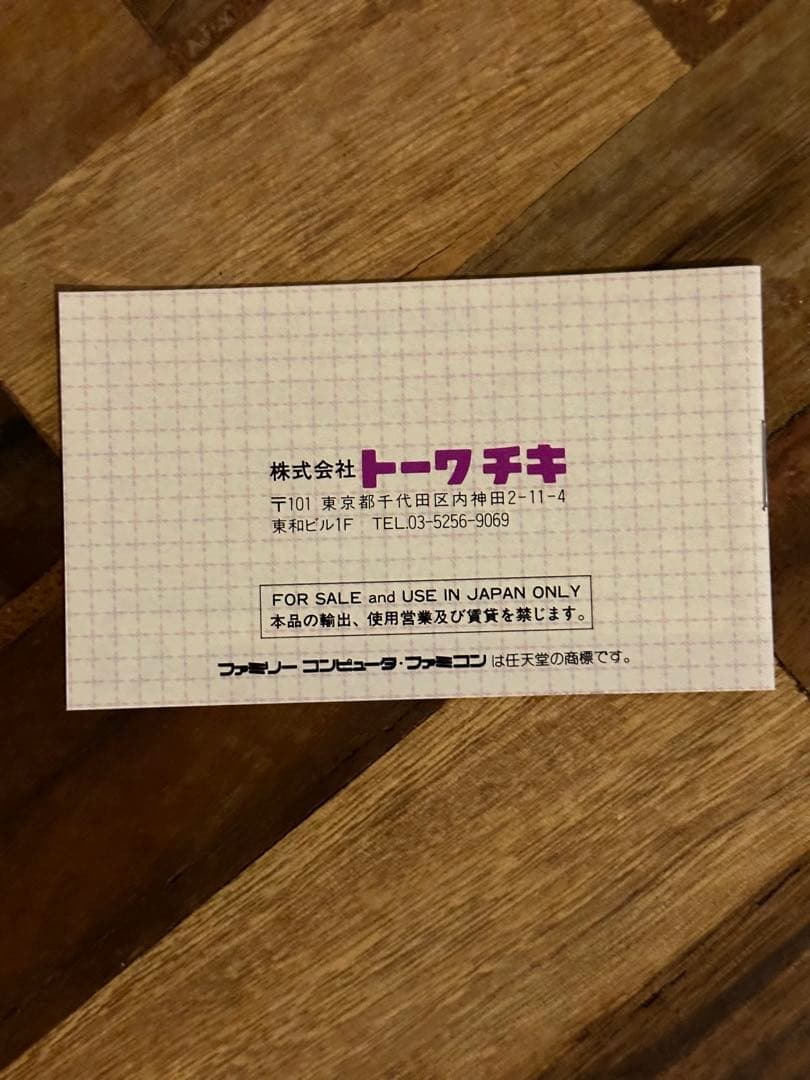 株式会社 トーワチキ
〒101 東京都千代田区内神田2-11-4
東和ビル1F TEL.03-5256-9069
FOR SALE and USE IN JAPAN ONLY
本品の輸出、使用営業及び賃貸を禁じます。
ファミリーコンピュータ・ファミコンは任天堂の商標です。